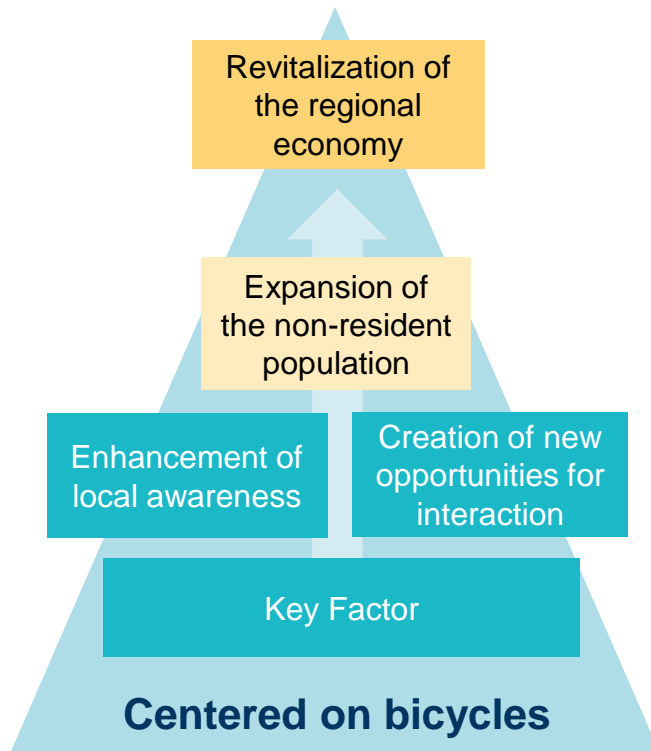 Revitalization of
the regional
economy
Expansion of
the non-resident
population
Enhancement of
local awareness
Creation of new
opportunities for
interaction
Key Factor
Centered on bicycles